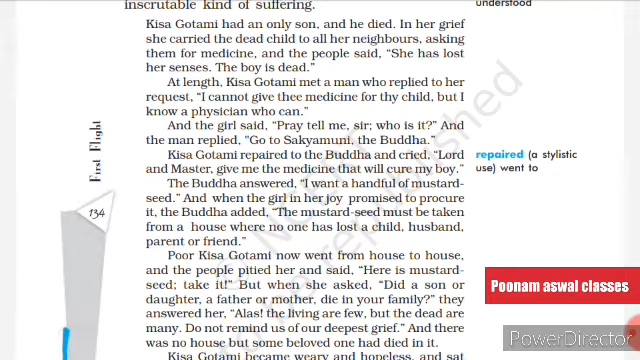 inscrutable kind of suffering.
understood
Kisa Gotami had an only son, and he died. In her grief
she carried the dead child to all her neighbours, asking
them for medicine, and the people said, “She has lost
her senses. The boy is dead.”
At length, Kisa Gotami met a man who replied to her
request, “I cannot give thee medicine for thy child, but I
know a physician who can.”
And the girl said, “Pray tell me, sir; who is it?” And
the man replied, “Go to Sakyamuni, the Buddha.”
Kisa Gotami repaired to the Buddha and cried, “Lord
and Master, give me the medicine that will cure my boy.”
repaired (a stylistic
use) went to
The Buddha answered, “I want a handful of mustard-
seed.” And when the girl in her joy promised to procure
it, the Buddha added, “The mustard-seed must be taken
from a house where no one has lost a child, husband,
parent or friend.”
Poor Kisa Gotami now went from house to house,
and the people pitied her and said, “Here is mustard-
seed; take it!” But when she asked, “Did a son or
daughter, a father or mother, die in your family?” they
answered her, “Alas! the living are few, but the dead
are many. Do not remind us of our deepest grief.” And there
was no house but some beloved one had died in it.
Kisa Gotami became weary and hopeless, and sat
First Flight
134
© NCERT
be republished
Poonam aswal classes
PowerDirector